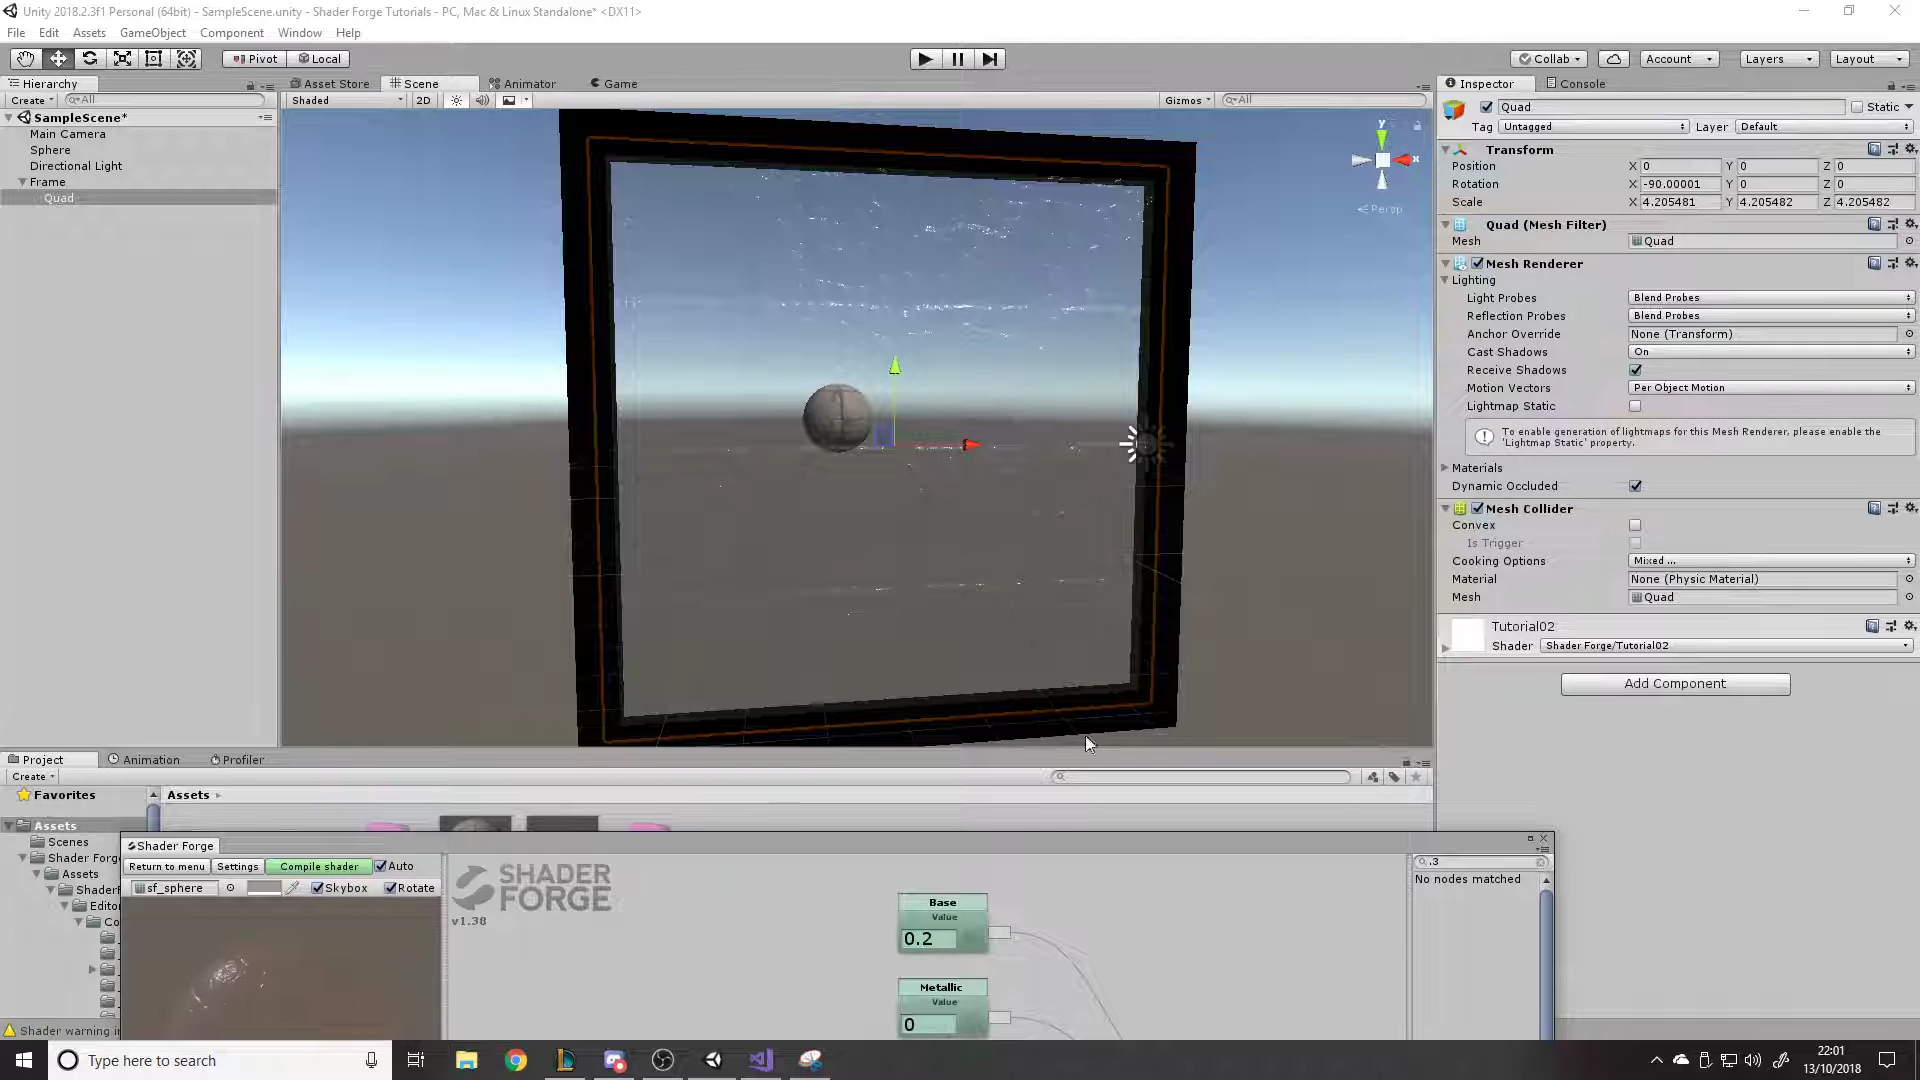 Unity 2018.2.3f1 Personal (64bit) - SampleScene.unity - Shader Forge Tutorials - PC, Mac & Linux Standalone* <DX11>
File Edit Assets GameObject Component Window Help
Pivot Local
Collab Account Layers Layout
Hierarchy
Create All
SampleScene*
Main Camera
Sphere
Directional Light
Frame
Quad
Asset Store Scene Animator Game
Shaded 2D Gizmos All
y
x
Persp
Inspector Console
Quad Static
Tag Untagged Layer Default
Transform
Position X 0 Y 0 Z 0
Rotation X -90.00001 Y 0 Z 0
Scale X 4.205481 Y 4.205482 Z 4.205482
Quad (Mesh Filter)
Mesh Quad
Mesh Renderer
Lighting
Light Probes Blend Probes
Reflection Probes Blend Probes
Anchor Override None (Transform)
Cast Shadows On
Receive Shadows
Motion Vectors Per Object Motion
Lightmap Static
To enable generation of lightmaps for this Mesh Renderer, please enable the
'Lightmap Static' property.
Materials
Dynamic Occluded
Mesh Collider
Convex
Is Trigger
Cooking Options Mixed ...
Material None (Physic Material)
Mesh Quad
Tutorial02
Shader Shader Forge/Tutorial02
Add Component
Project Animation Profiler
Create
Favorites
Assets
Assets
Scenes
Shader Forg
Assets
Shader
Editor
Co
Shader Forge
Return to menu Settings Compile shader Auto
sf_sphere Skybox Rotate
SHADER
FORGE
v1.38
Base
Value
0.2
Metallic
Value
0
.3
No nodes matched
Shader warning in
Type here to search
22:01
13/10/2018